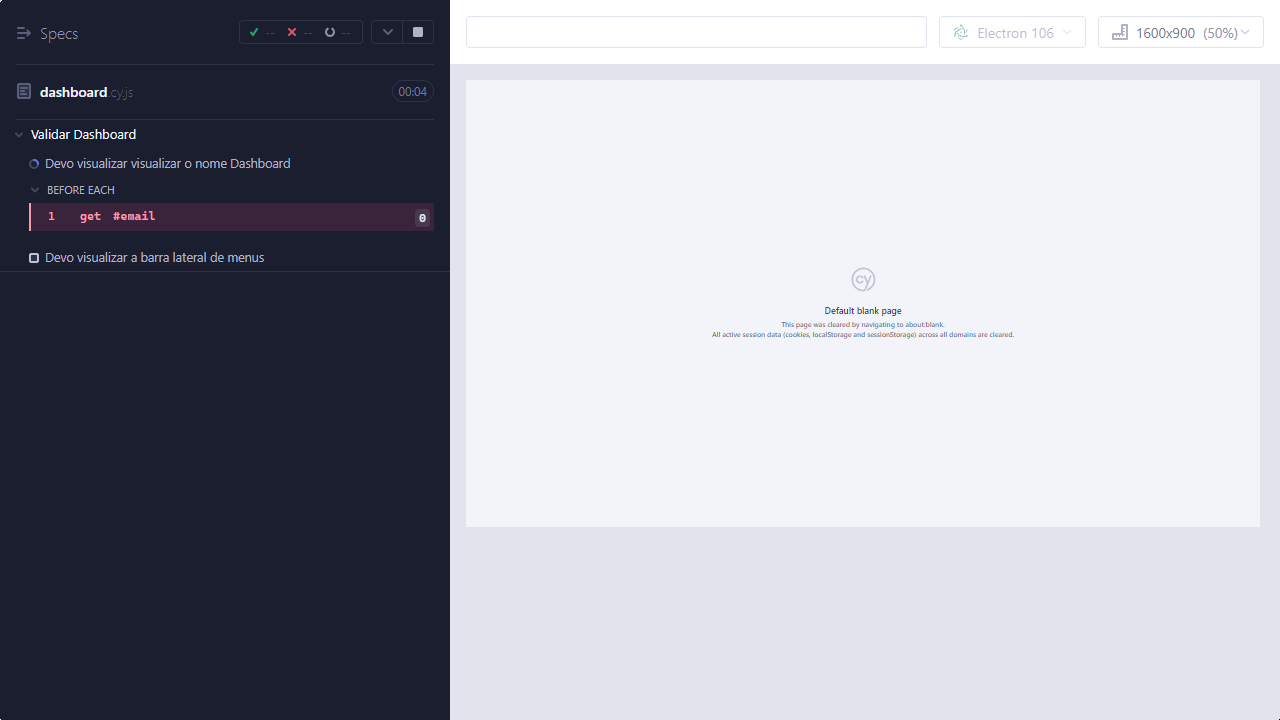 Specs
-- -- --
dashboard.cy.js
00:04
Validar Dashboard
Devo visualizar visualizar o nome Dashboard
BEFORE EACH
1 get #email 0
Devo visualizar a barra lateral de menus
Electron 106
1600x900 (50%)
cy
Default blank page
This page was cleared by navigating to about:blank.
All active session data (cookies, localStorage and sessionStorage) across all domains are cleared.